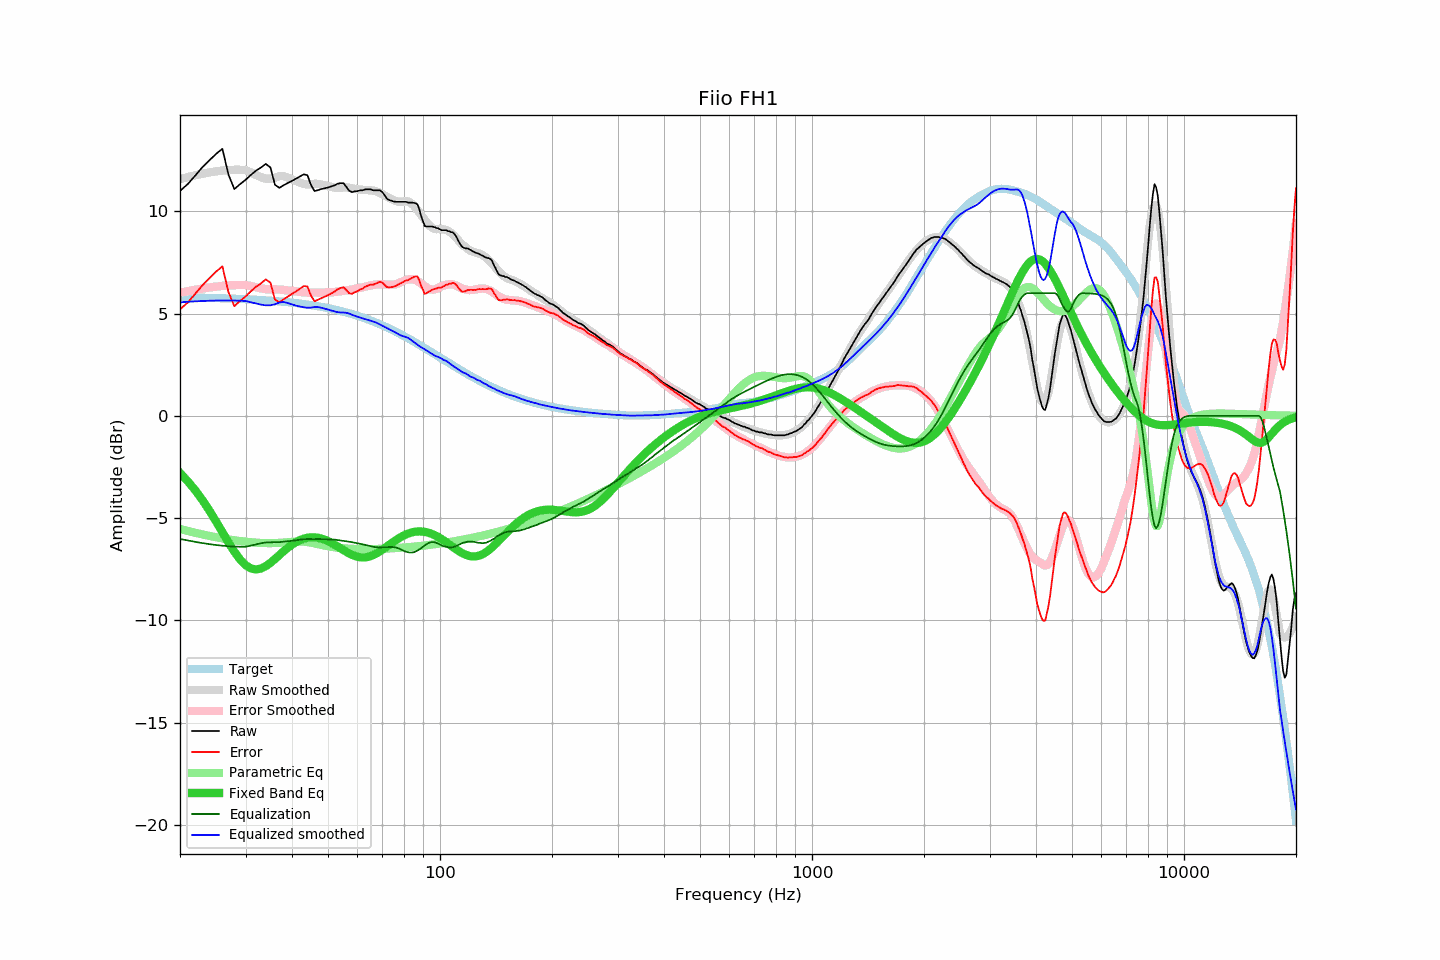 Fiio FH1
Amplitude (dBr)
10
5
0
−5
−10
−15
−20
Target
Raw Smoothed
Error Smoothed
Raw
Error
Parametric Eq
Fixed Band Eq
Equalization
Equalized smoothed
100 1000 10000
Frequency (Hz)